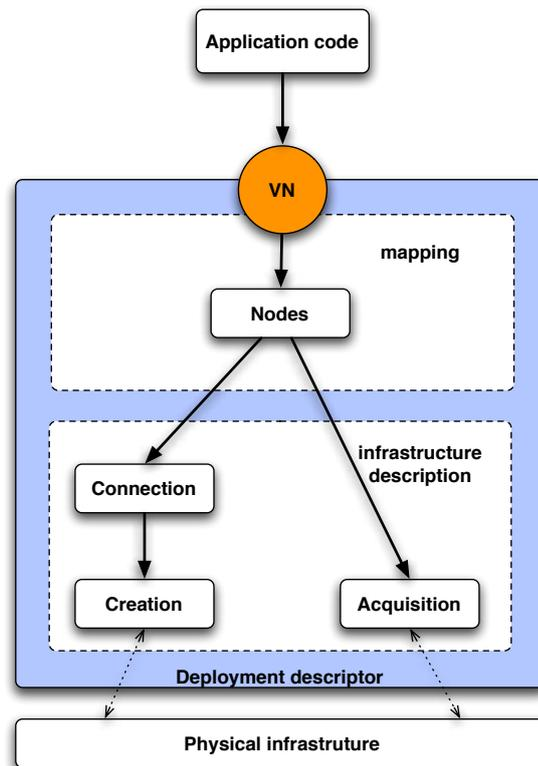 Application code
VN
mapping
Nodes
infrastructure
description
Connection
Creation
Acquisition
Deployment descriptor
Physical infrastruture